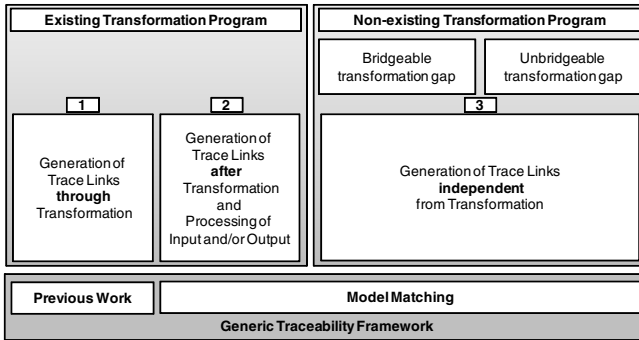 Existing Transformation Program
Non-existing Transformation Program
Bridgeable
transformation gap
Unbridgeable
transformation gap
1
2
3
Generation of
Trace Links
through
Transformation
Generation of
Trace Links
after
Transformation
and
Processing of
Input and/or Output
Generation of Trace Links
independent
from Transformation
Previous Work
Model Matching
Generic Traceability Framework